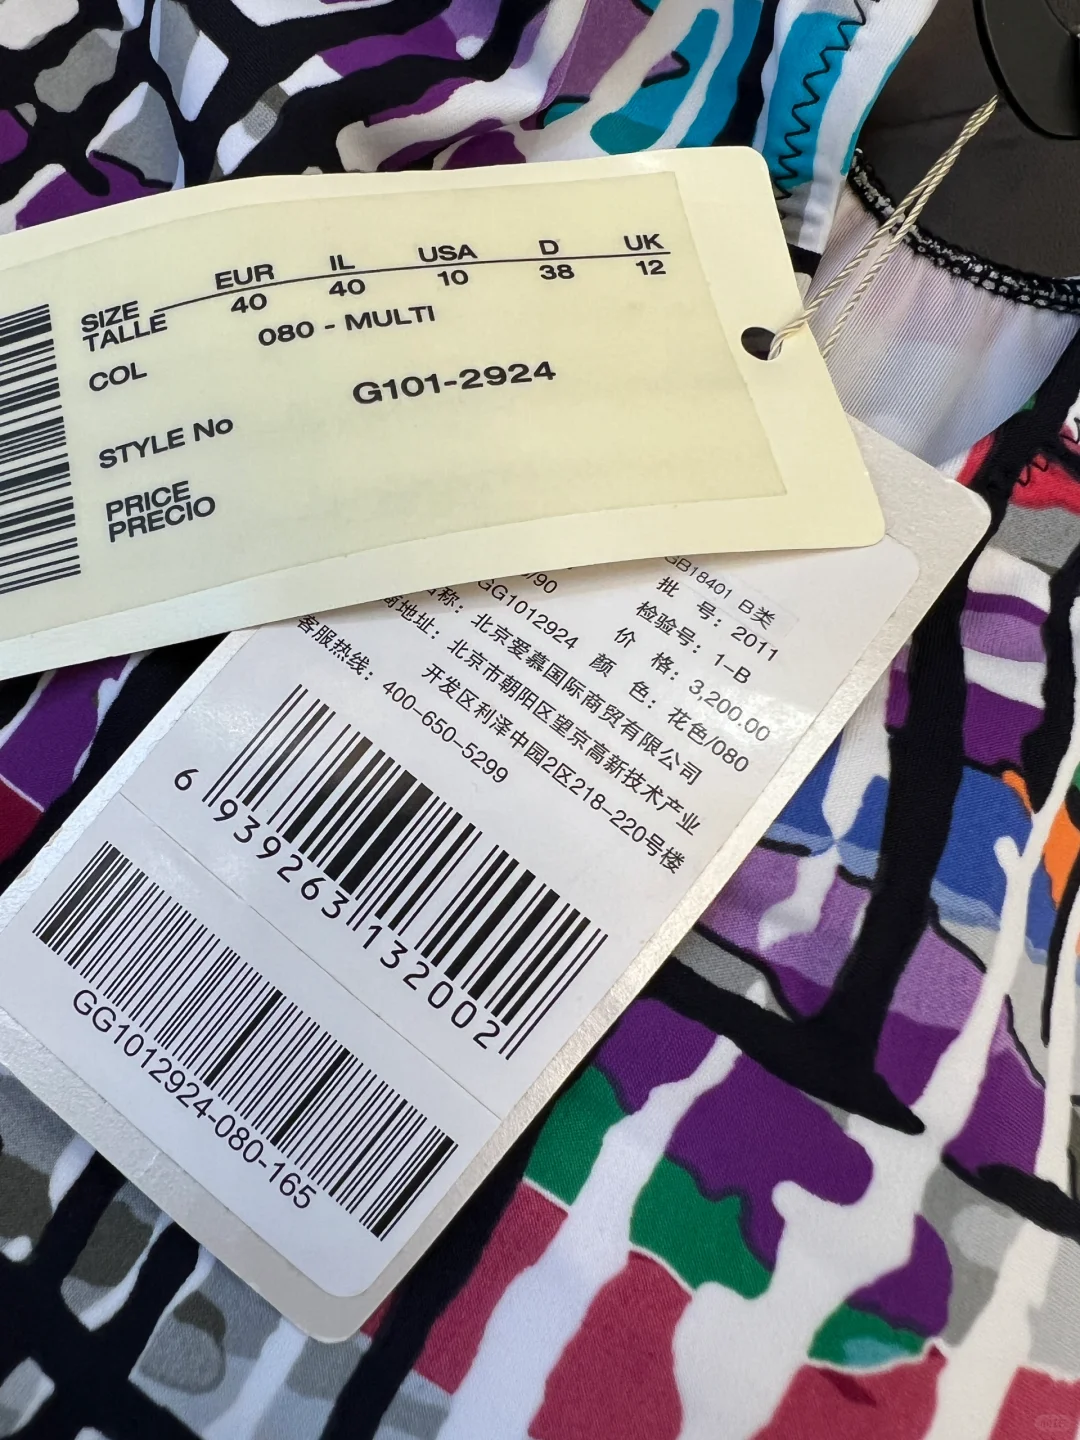 EUR IL USA D UK
SIZE
TALLE 40 40 10 38 12
COL 080 - MULTI
STYLE No G101-2924
PRICE
PRECIO
GB18401 B类
批 号：2011
/90 检验号：1-B
GG1012924 价 格：3,200.00
颜 色：花色/080
称：北京爱慕国际商贸有限公司
商地址：北京市朝阳区望京高新技术产业
开发区利泽中园2区218-220号楼
客服热线：400-650-5299
6 939263 132002
GG1012924-080-165